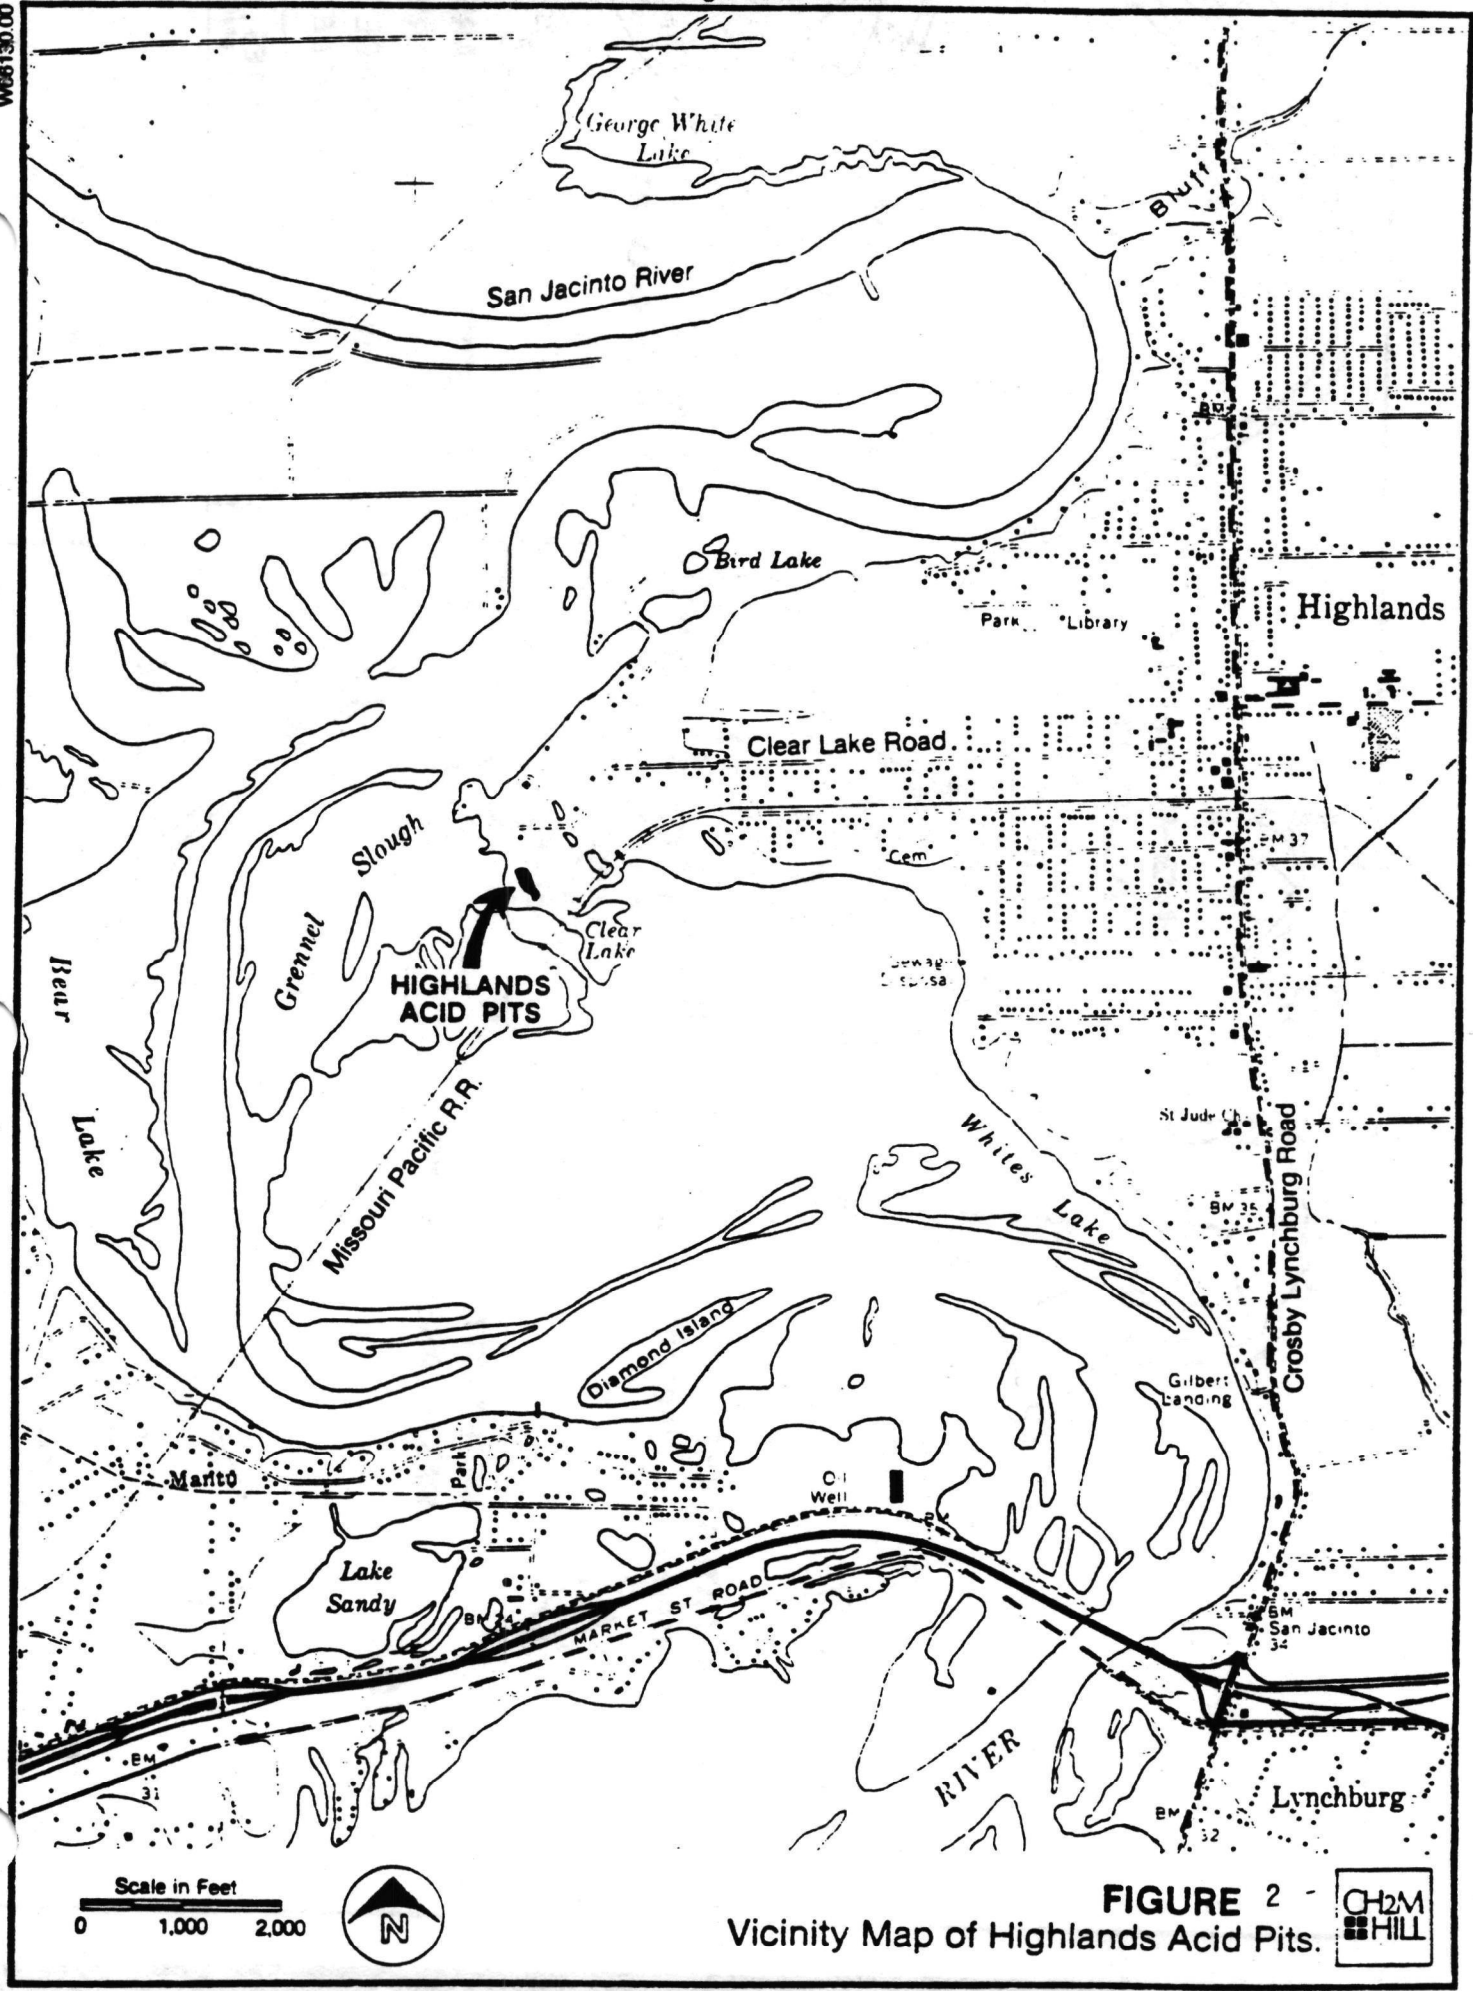 W66130.00
George White
Lake
Bluff
San Jacinto River
BM
Bird Lake
Highlands
Park
Library
Clear Lake Road
Slough
BM 37
Cem
Grennel
Clear
Lake
Bear
Lake
HIGHLANDS
ACID PITS
Missouri Pacific R.R.
St Jude Ch
Whites
Lake
BM 35
Crosby Lynchburg Road
Diamond Island
Gilbert
Landing
Park
Oil
Well
Lake
Sandy
MARKET ST ROAD
BM
San Jacinto
34
BM
31
RIVER
Lynchburg
BM
32
Scale in Feet
0 1,000 2,000
N
FIGURE 2
Vicinity Map of Highlands Acid Pits.
CH2M
HILL